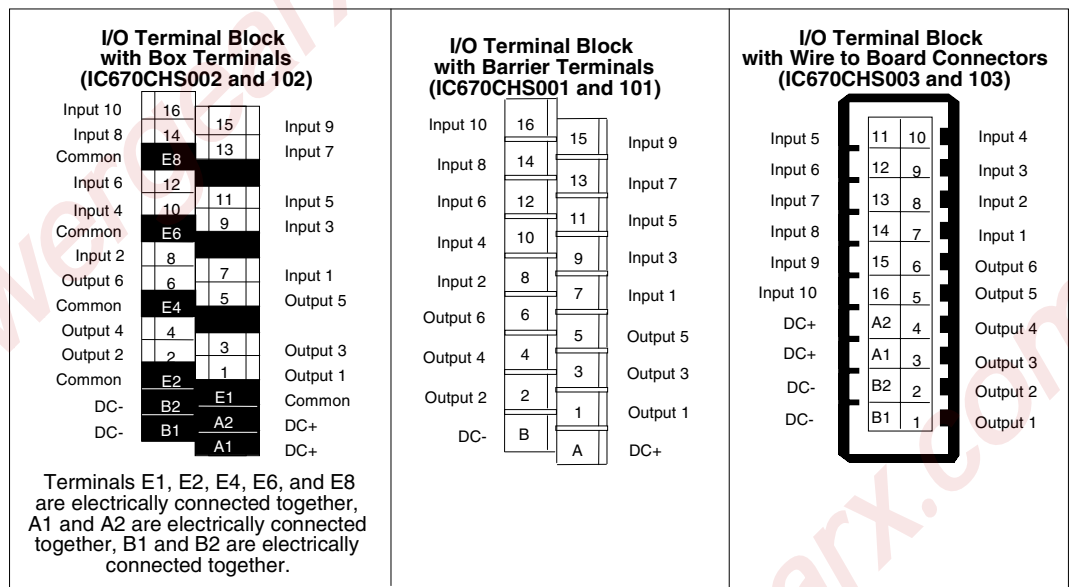 I/O Terminal Block
with Box Terminals
(IC670CHS002 and 102)
Input 10 16
15 Input 9
Input 8 14
13 Input 7
Common E8
Input 6 12
11 Input 5
Input 4 10
9 Input 3
Common E6
Input 2 8
7 Input 1
Output 6 6
5 Output 5
Common E4
Output 4 4
3 Output 3
Output 2 2
1 Output 1
Common E2
E1 Common
DC- B2
A2 DC+
DC- B1
A1 DC+
Terminals E1, E2, E4, E6, and E8
are electrically connected together,
A1 and A2 are electrically connected
together, B1 and B2 are electrically
connected together.
I/O Terminal Block
with Barrier Terminals
(IC670CHS001 and 101)
Input 10 16
15 Input 9
Input 8 14
13 Input 7
Input 6 12
11 Input 5
Input 4 10
9 Input 3
Input 2 8
7 Input 1
Output 6 6
5 Output 5
Output 4 4
3 Output 3
Output 2 2
1 Output 1
DC- B
A DC+
I/O Terminal Block
with Wire to Board Connectors
(IC670CHS003 and 103)
Input 5 11 10 Input 4
Input 6 12 9 Input 3
Input 7 13 8 Input 2
Input 8 14 7 Input 1
Input 9 15 6 Output 6
Input 10 16 5 Output 5
DC+ A2 4 Output 4
DC+ A1 3 Output 3
DC- B2 2 Output 2
DC- B1 1 Output 1